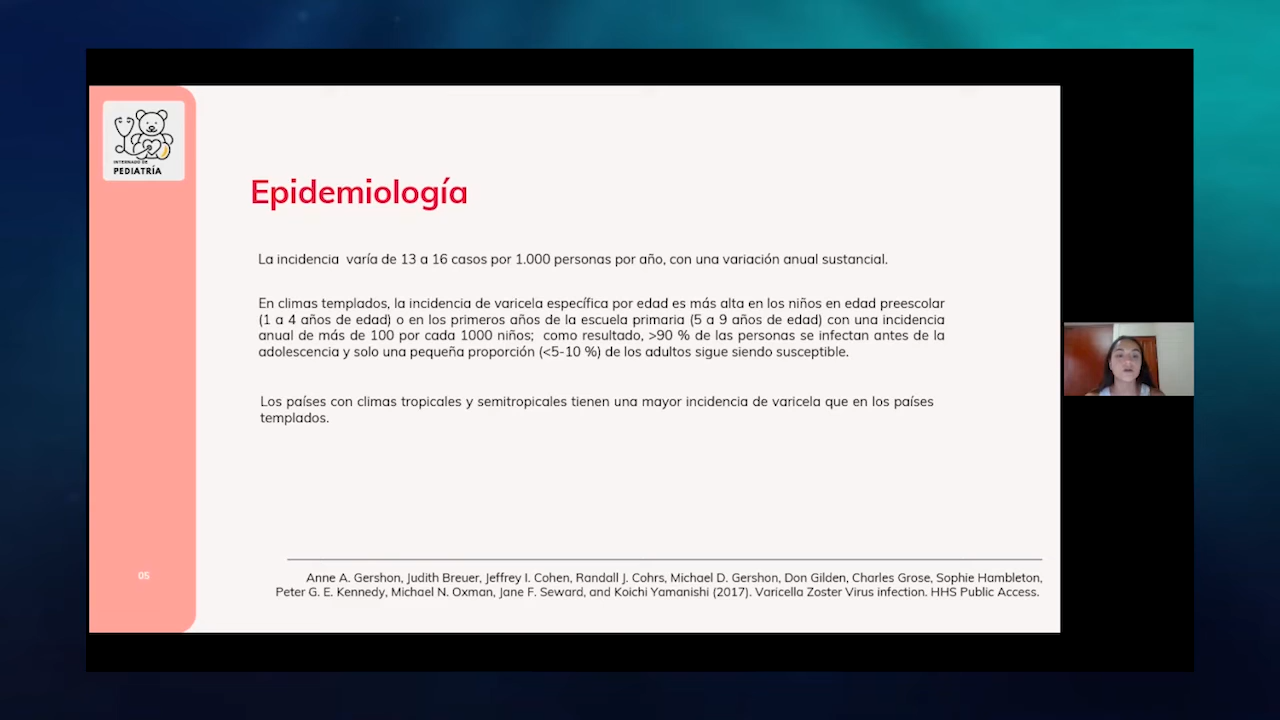 INTERNADO DE
PEDIATRÍA
Epidemiología
La incidencia varía de 13 a 16 casos por 1.000 personas por año, con una variación anual sustancial.
En climas templados, la incidencia de varicela específica por edad es más alta en los niños en edad preescolar
(1 a 4 años de edad) o en los primeros años de la escuela primaria (5 a 9 años de edad) con una incidencia
anual de más de 100 por cada 1000 niños; como resultado, >90 % de las personas se infectan antes de la
adolescencia y solo una pequeña proporción (<5-10 %) de los adultos sigue siendo susceptible.
Los países con climas tropicales y semitropicales tienen una mayor incidencia de varicela que en los países
templados.
05
Anne A. Gershon, Judith Breuer, Jeffrey I. Cohen, Randall J. Cohrs, Michael D. Gershon, Don Gilden, Charles Grose, Sophie Hambleton,
Peter G. E. Kennedy, Michael N. Oxman, Jane F. Seward, and Koichi Yamanishi (2017). Varicella Zoster Virus infection. HHS Public Access.